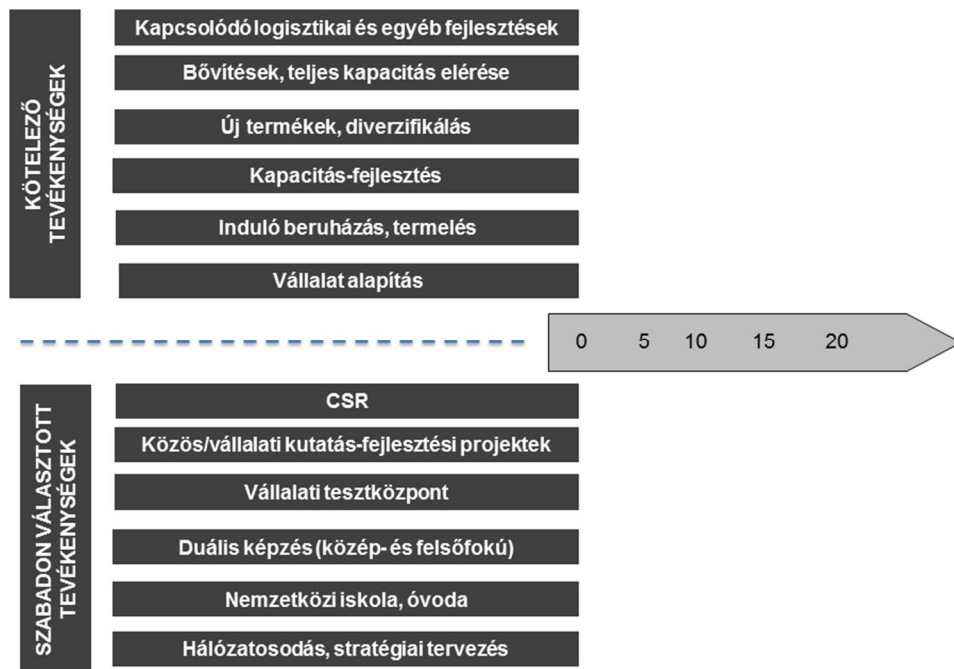 KÖTELEZŐ
TEVÉKENYSÉGEK
Kapcsolódó logisztikai és egyéb fejlesztések
Bővítések, teljes kapacitás elérése
Új termékek, diverzifikálás
Kapacitás-fejlesztés
Induló beruházás, termelés
Vállalat alapítás
0 5 10 15 20
SZABADON VÁLASZTOTT
TEVÉKENYSÉGEK
CSR
Közös/vállalati kutatás-fejlesztési projektek
Vállalati tesztközpont
Duális képzés (közép- és felsőfokú)
Nemzetközi iskola, óvoda
Hálózatosodás, stratégiai tervezés